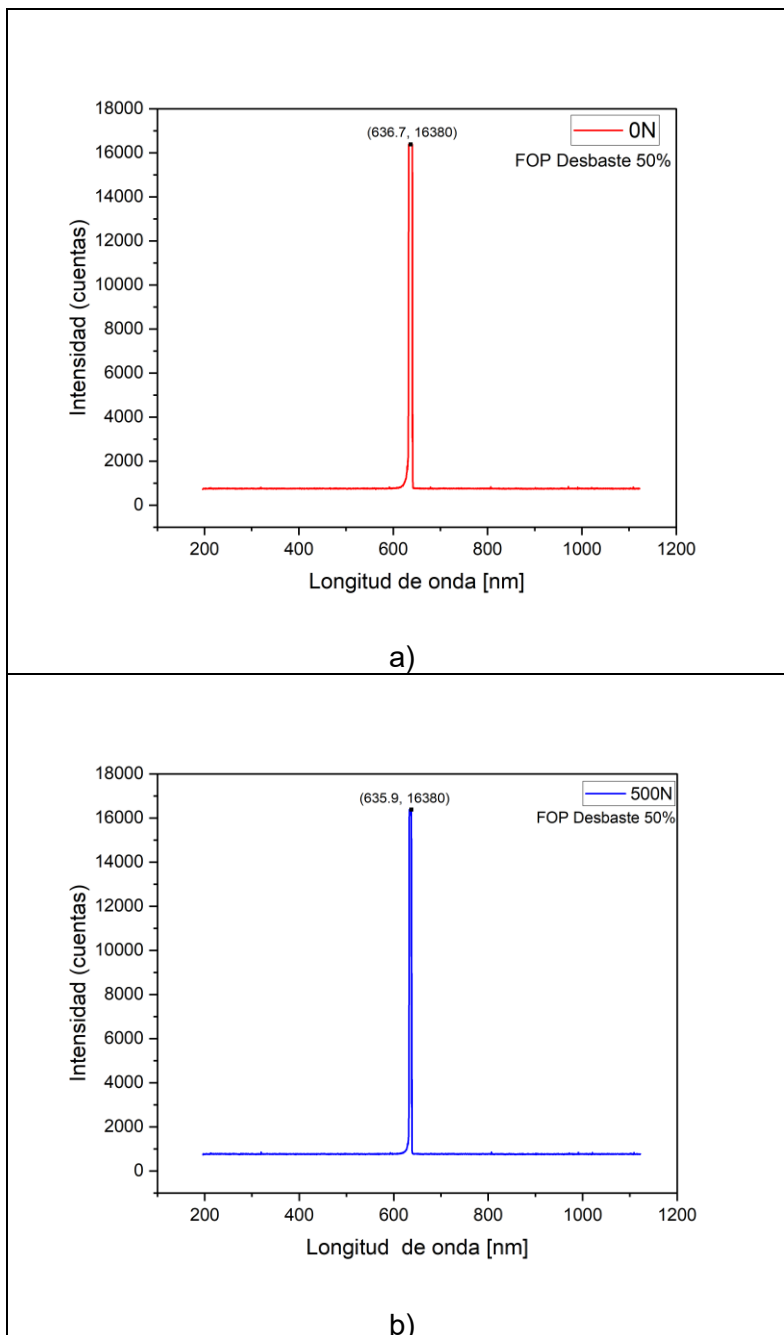 18000
(636.7, 16380)
0N
16000
FOP Desbaste 50%
14000
12000
10000
8000
6000
4000
2000
0
Intensidad (cuentas)
200 400 600 800 1000 1200
Longitud de onda [nm]
a)
18000
(635.9, 16380)
500N
16000
FOP Desbaste 50%
14000
12000
10000
8000
6000
4000
2000
0
Intensidad (cuentas)
200 400 600 800 1000 1200
Longitud de onda [nm]
b)